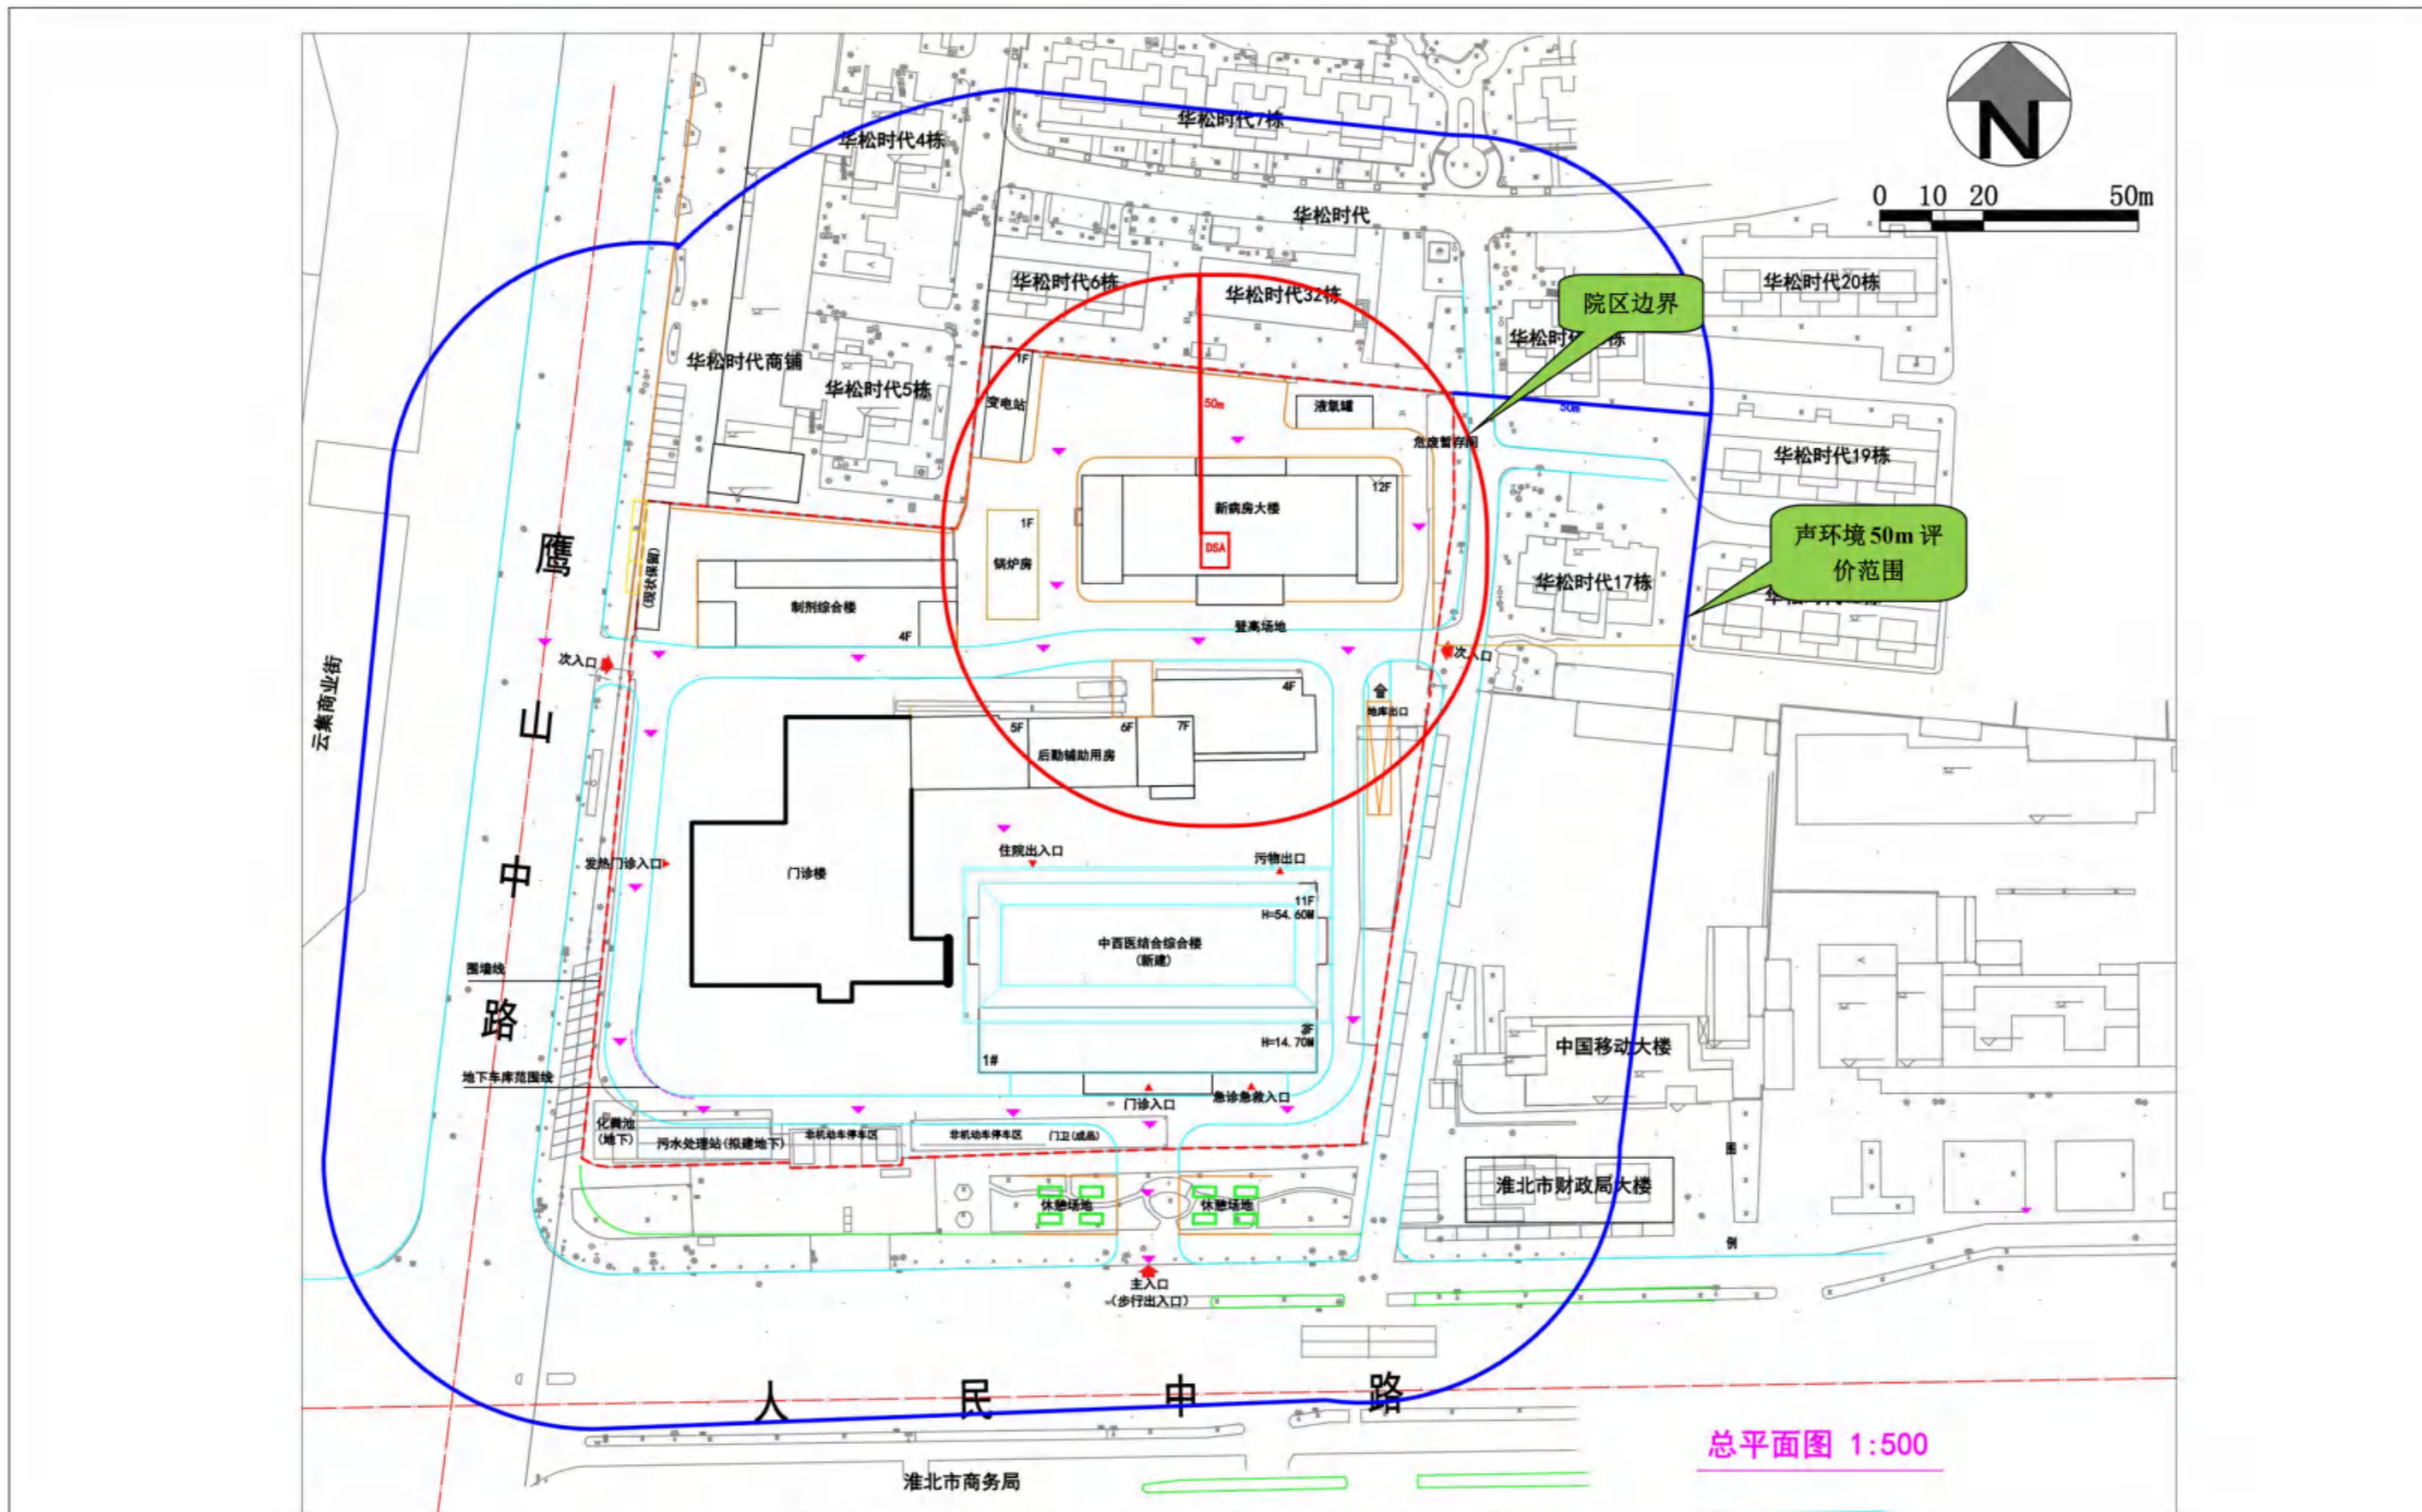 N
0 10 20 50m
华松时代4栋
华松时代7栋
华松时代
华松时代6栋
华松时代32栋
华松时代20栋
院区边界
华松时
栋
华松时代商铺
华松时代5栋
1F
变电站
50m
液氧罐
50m
危废暂存间
华松时代19栋
新病房大楼
12F
DSA
1F
锅炉房
声环境50m评
价范围
华松时代17栋
鹰
山
中
路
(现状保留)
制剂综合楼
4F
登高场地
次入口
次入口
云集商业街
4F
地库出口
5F
6F
7F
后勤辅助用房
发热门诊入口
门诊楼
住院出入口
污物出口
11F
H=54.60M
中西医结合综合楼
(新建)
围墙线
H=14.70M
1#
中国移动大楼
地下车库范围线
门诊入口
急诊急救入口
化粪池
(地下)
污水处理站(拟建地下)
非机动车停车区
非机动车停车区
门卫(成品)
图
例
淮北市财政局大楼
休憩场地
休憩场地
主入口
(步行出入口)
人 民 中 路
总平面图 1:500
淮北市商务局